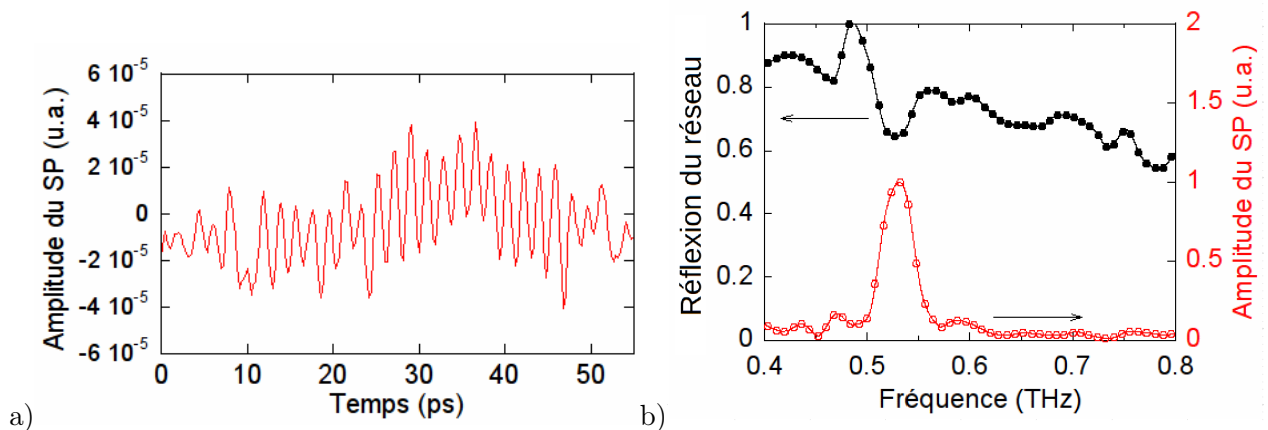 Amplitude du SP (u.a.)
6 10-5
4 10-5
2 10-5
0
-2 10-5
-4 10-5
-6 10-5
0 10 20 30 40 50
Temps (ps)
a)
Réflexion du réseau
1
0.8
0.6
0.4
0.2
0
0.4 0.5 0.6 0.7 0.8
Fréquence (THz)
2
1.5
1
0.5
0
Amplitude du SP (u.a.)
b)